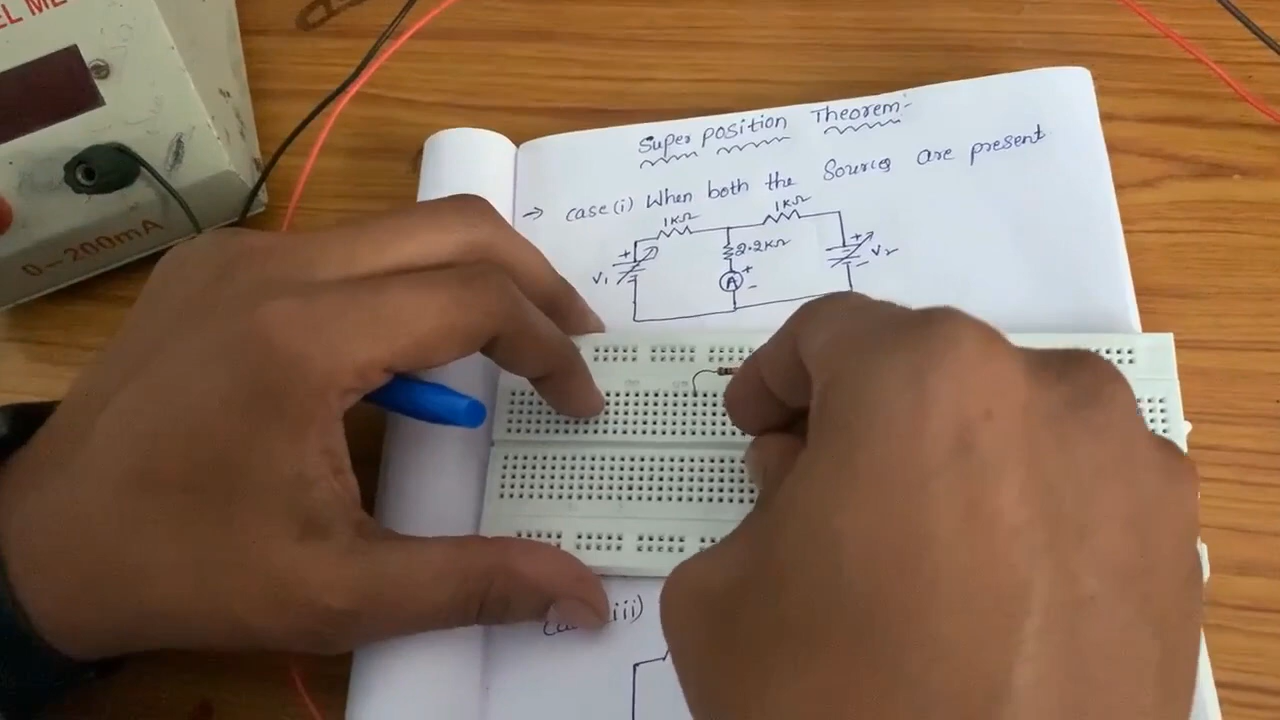 EL ME
0-200mA
Super position Theorem:-
→ case(i) When both the Sources are present
1KΩ 1KΩ
2.2KΩ
V₁ + A + - + - V₂
iii)